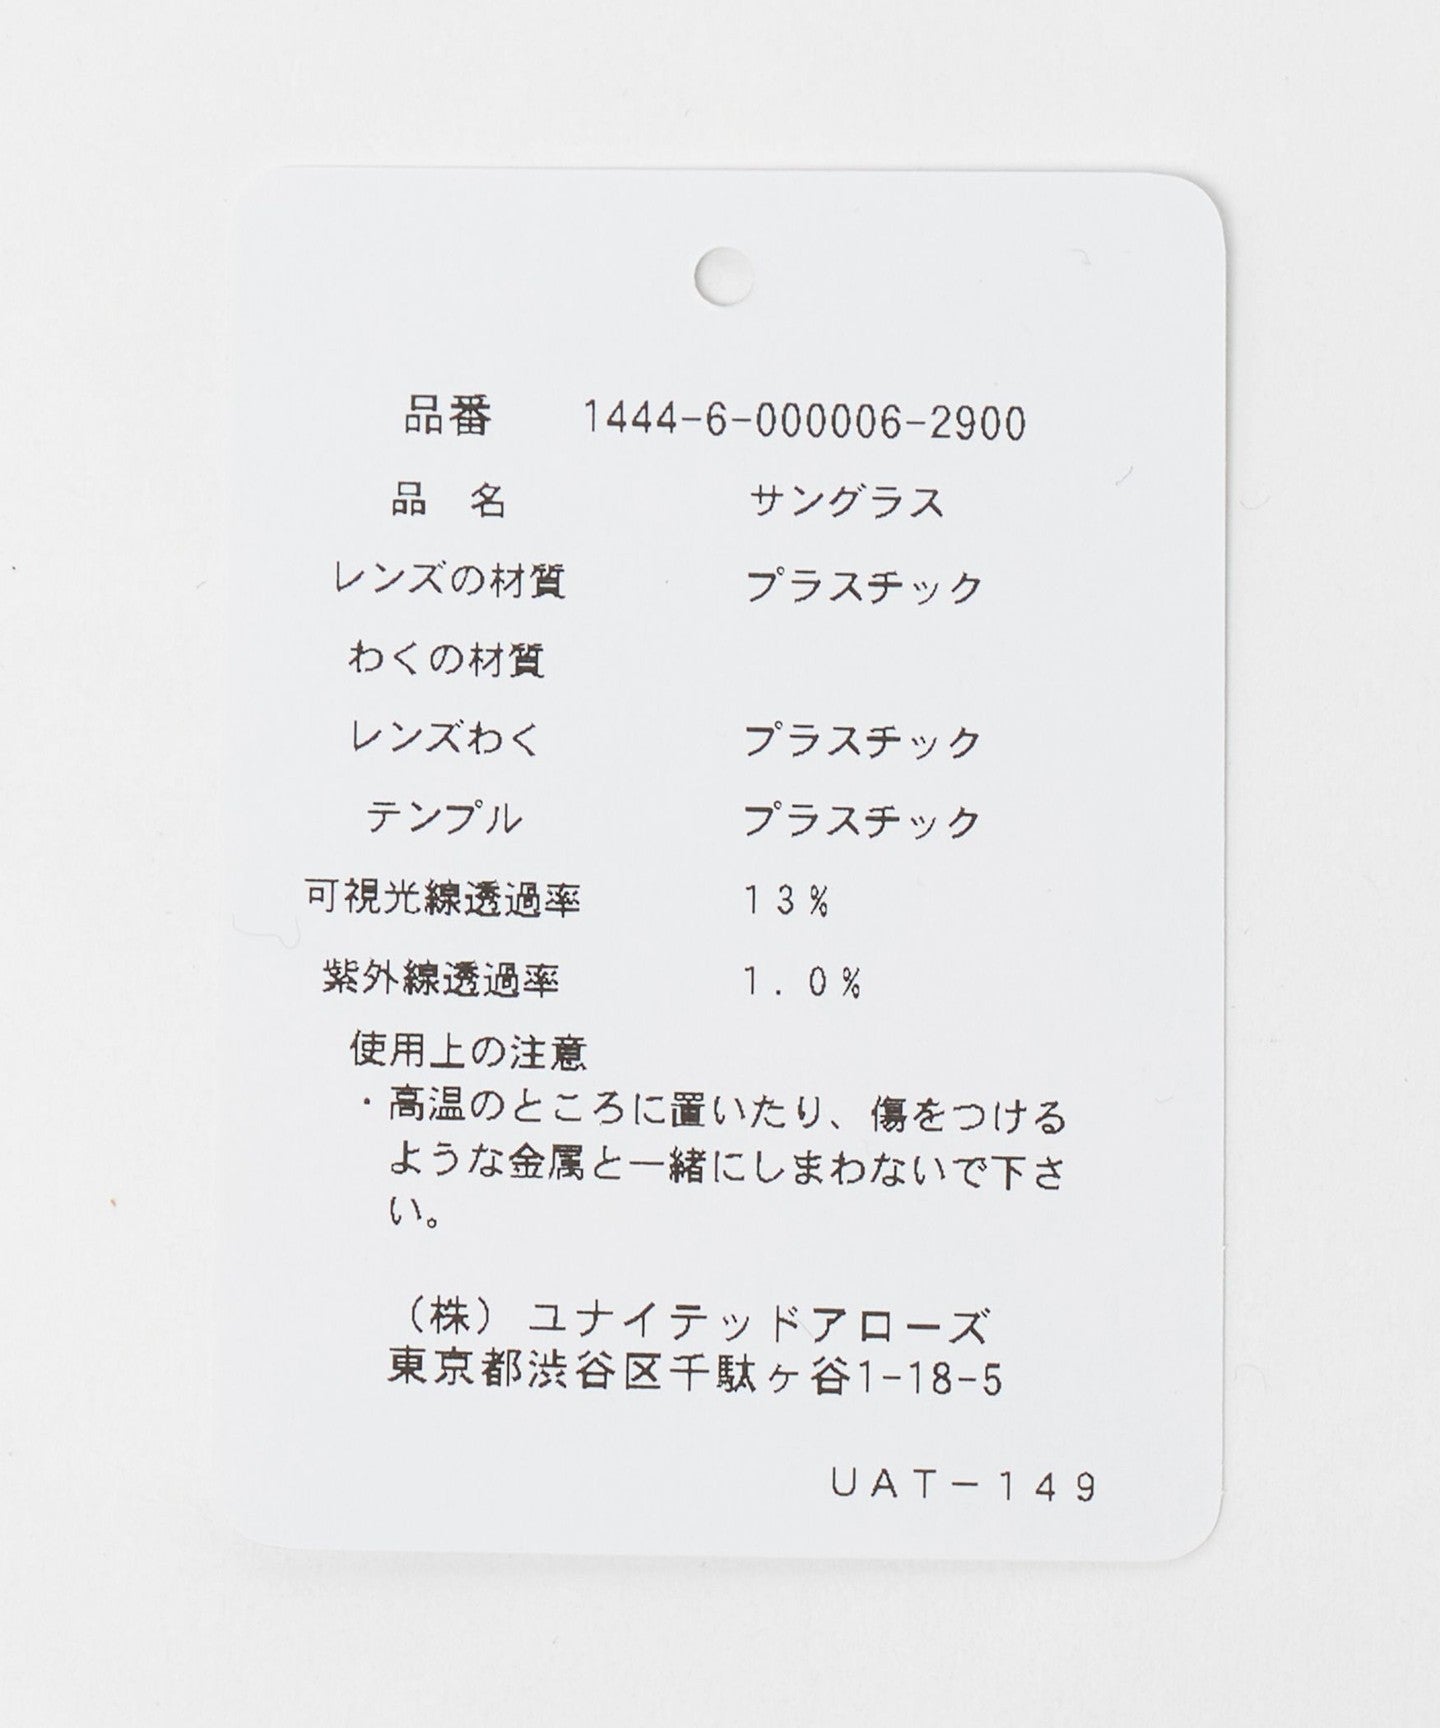 品番 1444-6-000006-2900
品 名 サングラス
レンズの材質 プラスチック
わくの材質
レンズわく プラスチック
テンプル プラスチック
可視光線透過率 13%
紫外線透過率 1.0%
使用上の注意
・高温のところに置いたり、傷をつける
ような金属と一緒にしまわないで下さ
い。
（株）ユナイテッドアローズ
東京都渋谷区千駄ヶ谷1-18-5
UAT-149